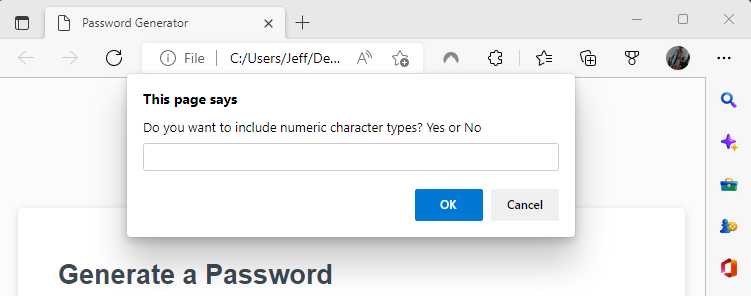 Password Generator
File
C:/Users/Jeff/De...
This page says
Do you want to include numeric character types? Yes or No
OK
Cancel
Generate a Password